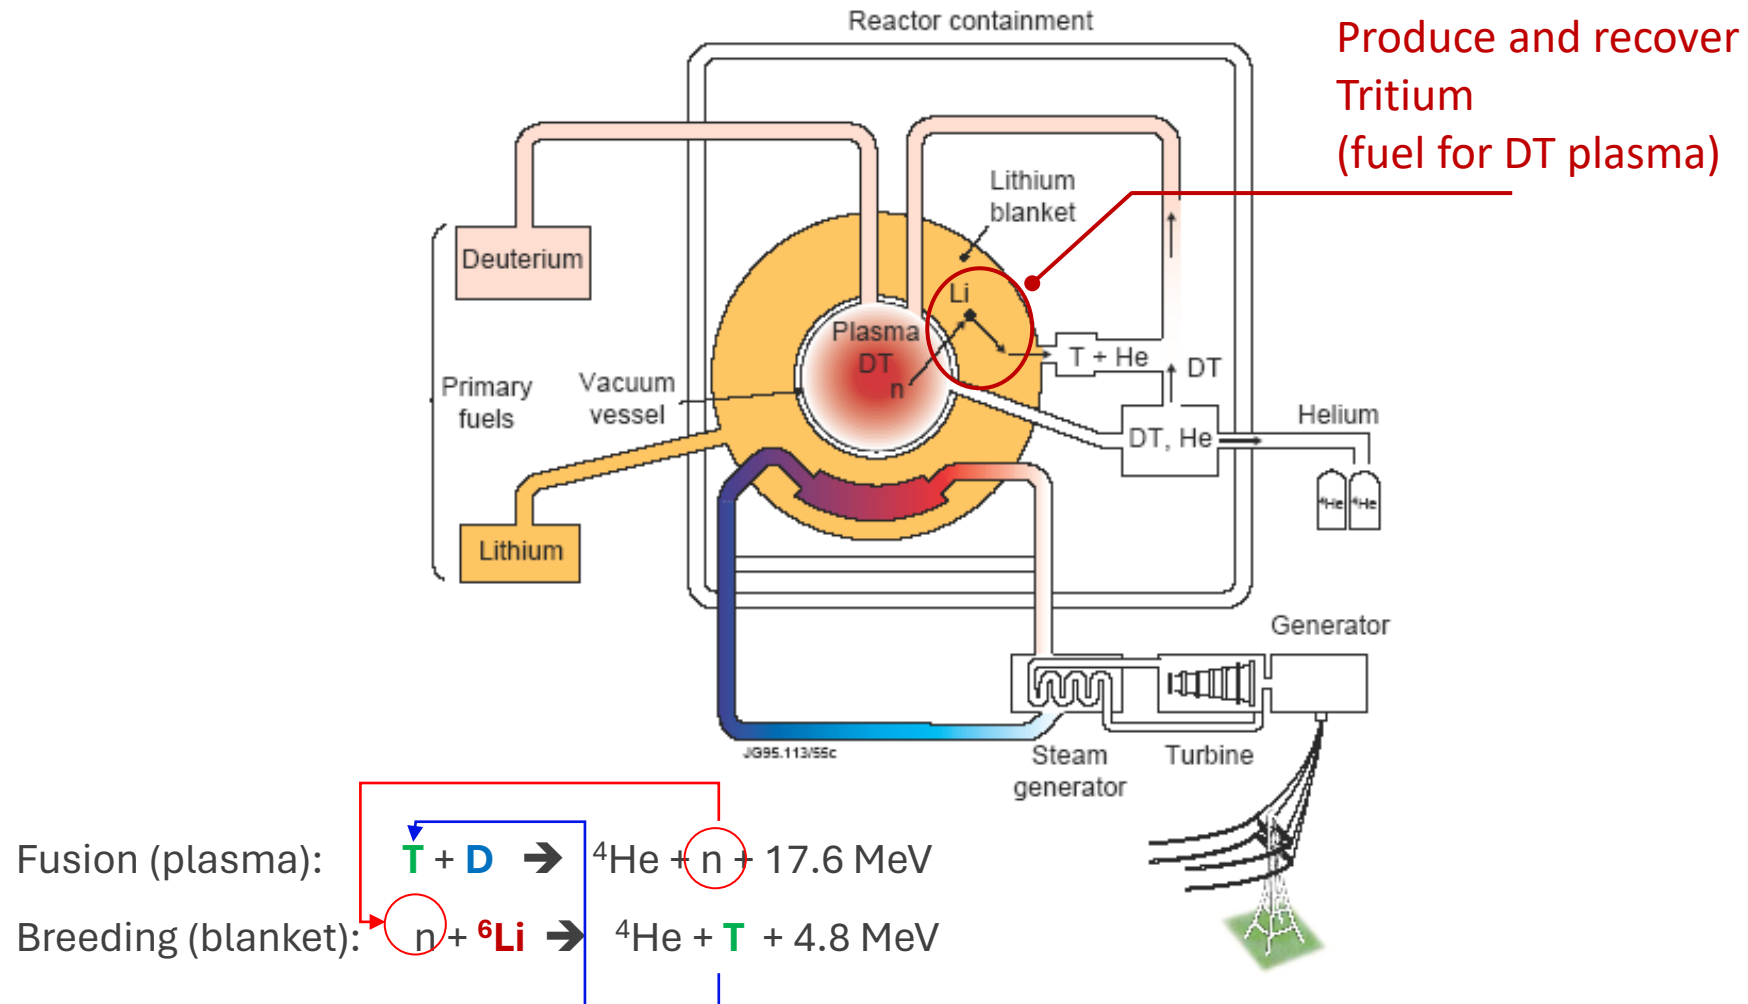 Reactor containment
Produce and recover
Tritium
(fuel for DT plasma)
Lithium
blanket
Deuterium
Li
Plasma
DT
n
T + He
DT
Primary
fuels
Vacuum
vessel
Helium
DT, He
⁴He
⁴He
Lithium
Generator
JG95.113/55c
Steam
generator
Turbine
Fusion (plasma): T + D ➔ ⁴He + n + 17.6 MeV
Breeding (blanket): n + ⁶Li ➔ ⁴He + T + 4.8 MeV